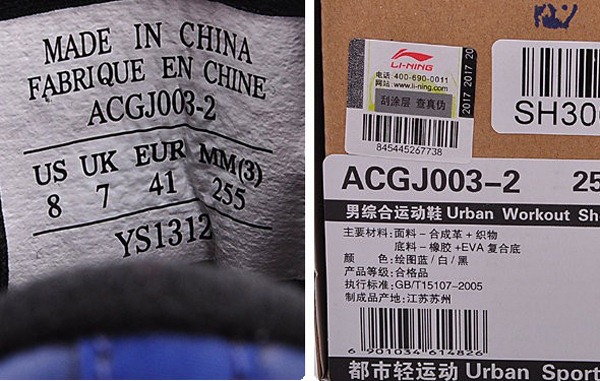 MADE IN CHINA
FABRIQUE EN CHINE
ACGJ003-2
US UK EUR MM(3)
8 7 41 255
YS1312
LI-NING
电话:400-690-0011
网站:www.li-ning.com
刮涂层 查真伪
845445267738
2017 2017 20
SH300
ACGJ003-2 25
男综合运动鞋 Urban Workout Sh
主要材料:面料-合成革+织物
底料-橡胶+EVA复合底
颜 色:绘图蓝/白/黑
产品等级:合格品
执行标准:GB/T15107-2005
制成品产地:江苏苏州
6 901034 614826
都市轻运动 Urban Sport